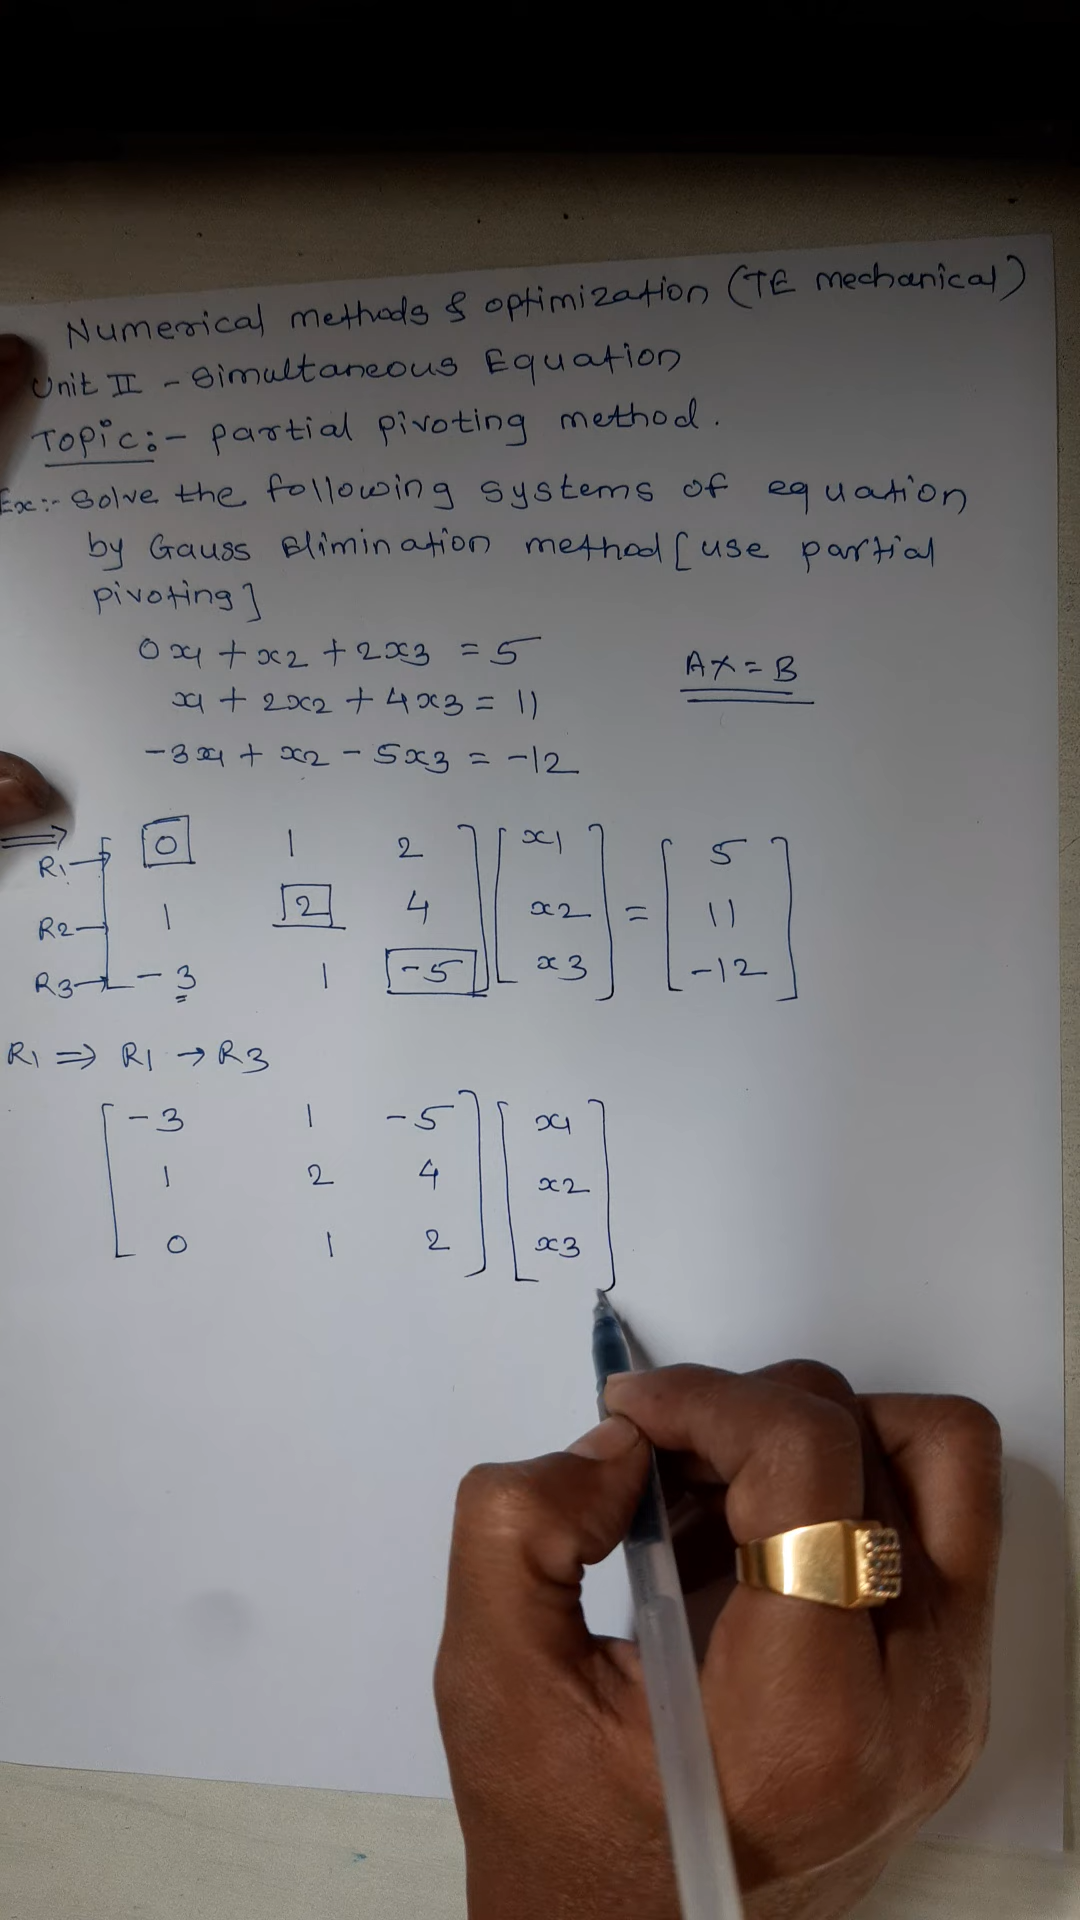 Numerical methods & optimization (TE mechanical)
Unit II - Simultaneous Equation
Topic:- partial pivoting method.
Ex:- Solve the following systems of equation
by Gauss Elimination method [use partial
pivoting]
0x1 + x2 + 2x3 = 5
AX = B
x1 + 2x2 + 4x3 = 11
-3x1 + x2 - 5x3 = -12
⇒ R1→ [ 0 1 2 ] [ x1 ] [ 5 ]
R2→ [ 1 2 4 ] [ x2 ] = [ 11 ]
R3→ [ -3 1 -5 ] [ x3 ] [ -12 ]
R1 ⇒ R1 → R3
[ -3 1 -5 ] [ x1 ]
[ 1 2 4 ] [ x2 ]
[ 0 1 2 ] [ x3 ]